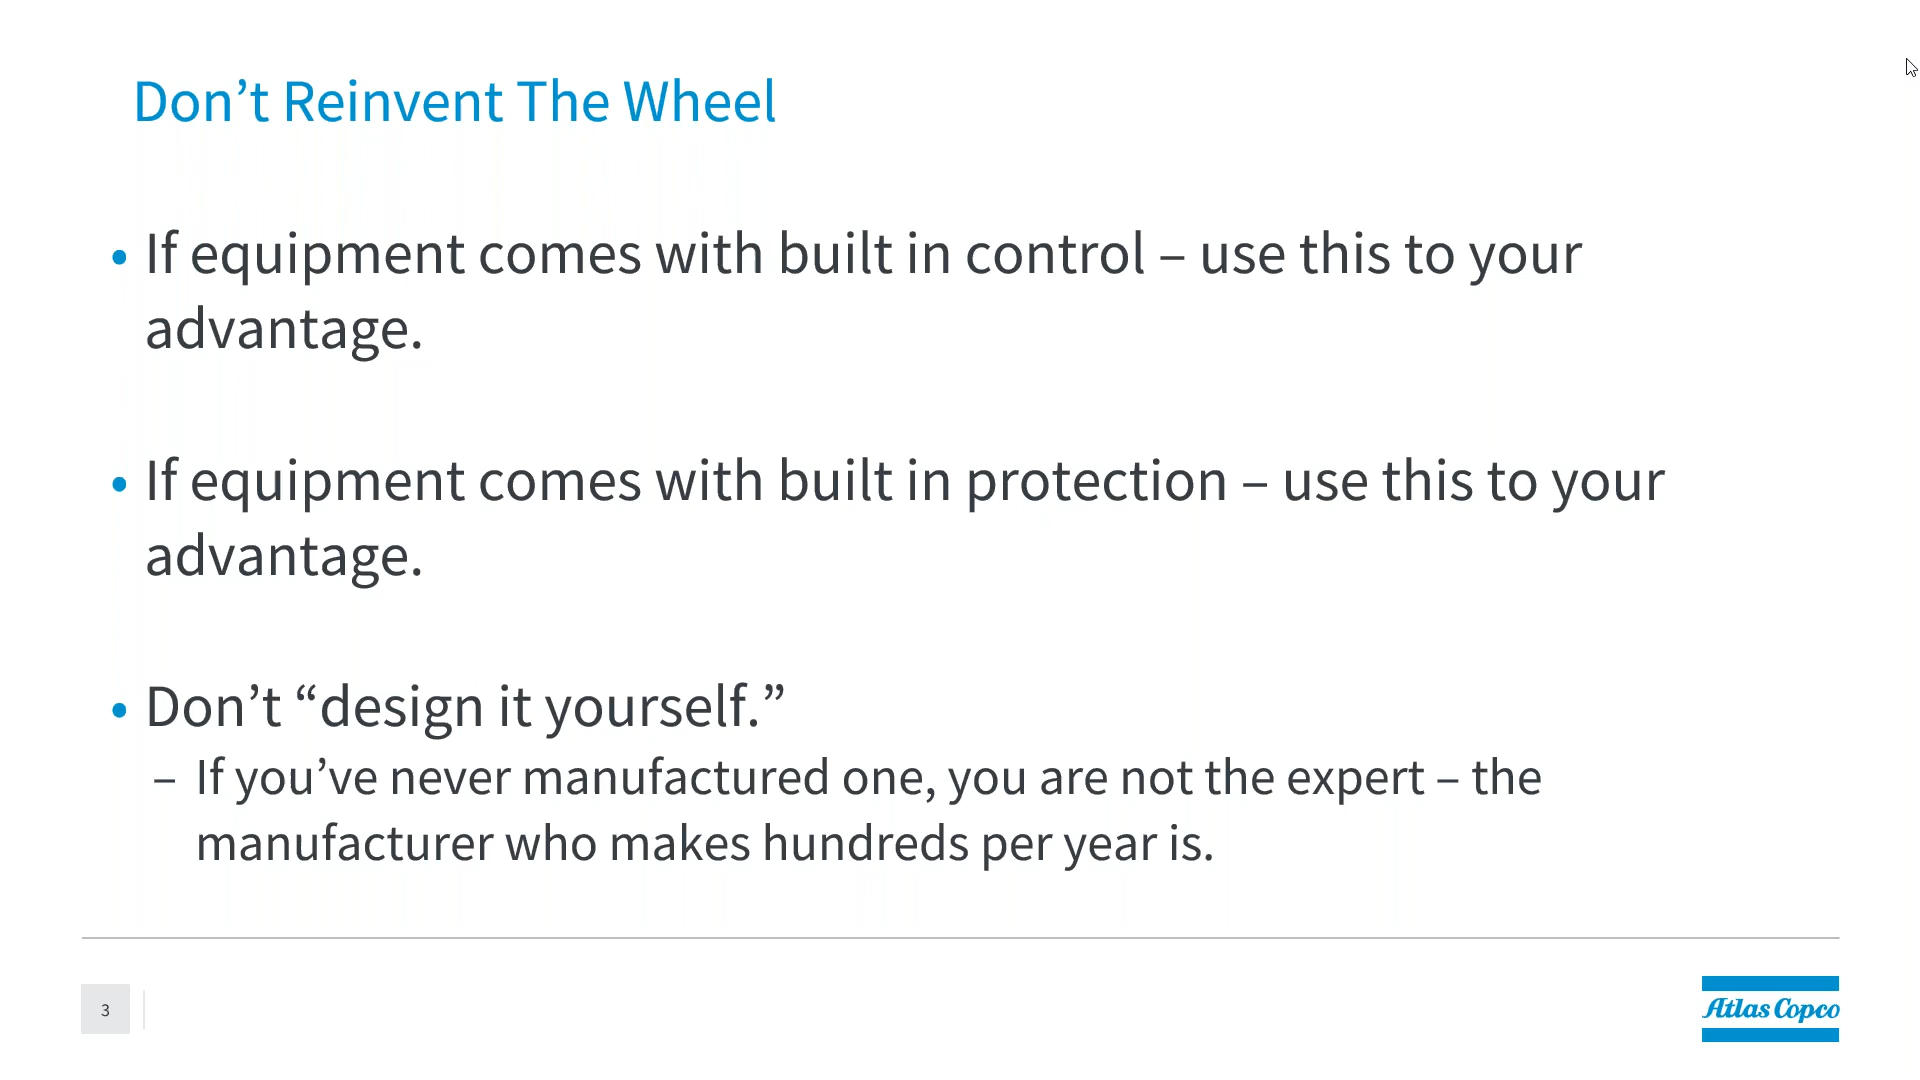 Don’t Reinvent The Wheel
• If equipment comes with built in control – use this to your
advantage.
• If equipment comes with built in protection – use this to your
advantage.
• Don’t “design it yourself.”
– If you’ve never manufactured one, you are not the expert – the
manufacturer who makes hundreds per year is.
3
Atlas Copco